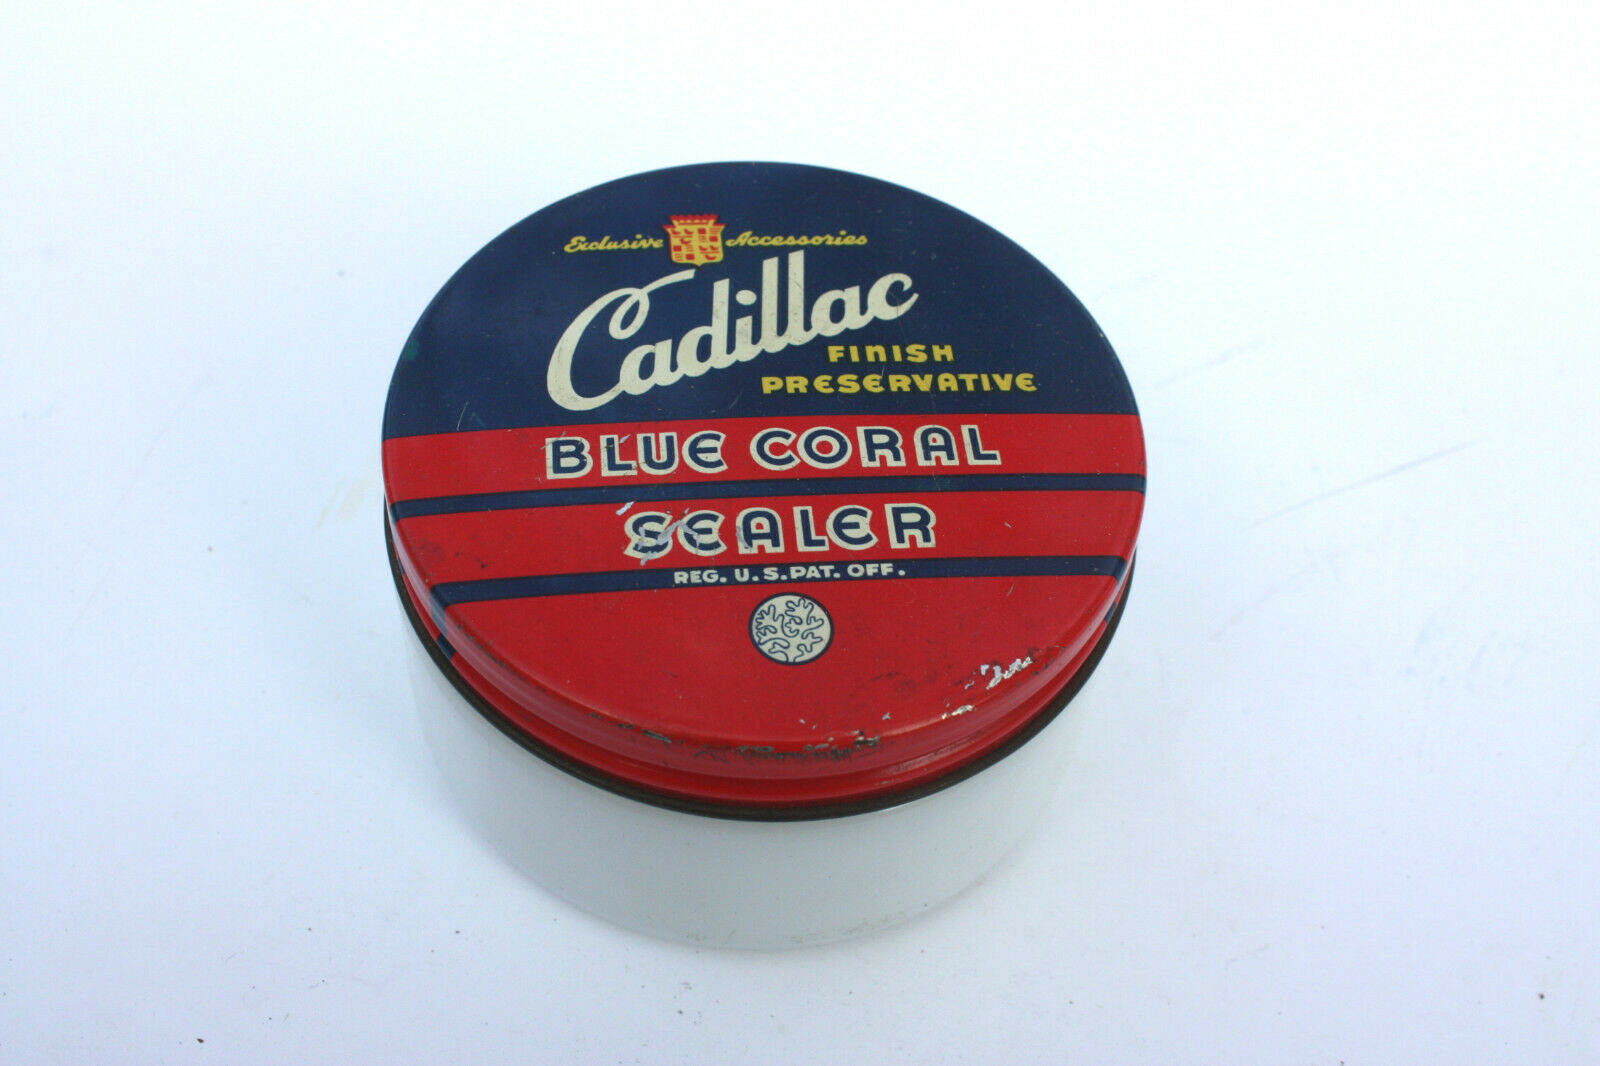 Exclusive Accessories
Cadillac
FINISH
PRESERVATIVE
BLUE CORAL
SEALER
REG. U.S. PAT. OFF.